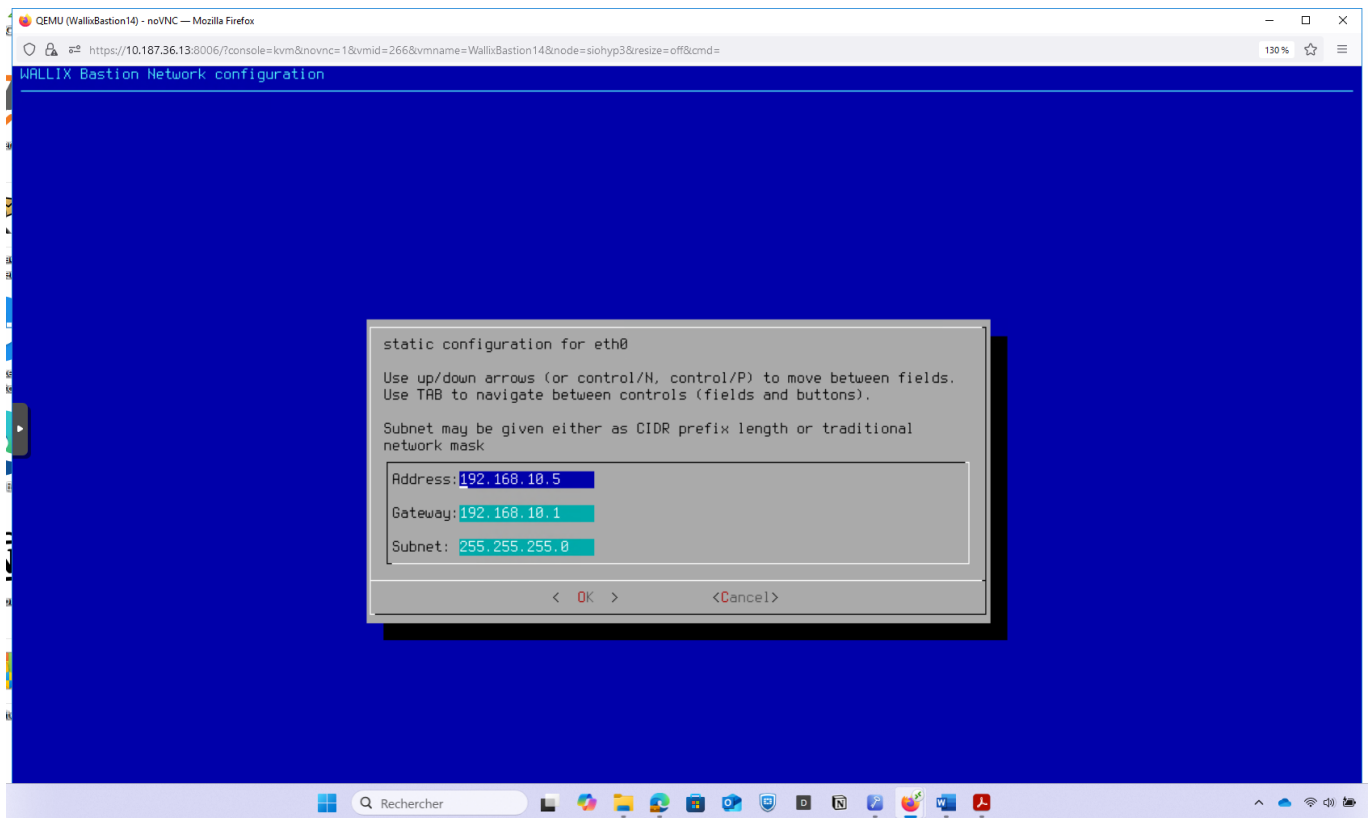 QEMU (WallixBastion14) - noVNC — Mozilla Firefox
https://10.187.36.13:8006/?console=kvm&novnc=1&vmid=266&vmname=WallixBastion14&node=siohyp3&resize=off&cmd=
130 %
WALLIX Bastion Network configuration
static configuration for eth0
Use up/down arrows (or control/N, control/P) to move between fields.
Use TAB to navigate between controls (fields and buttons).
Subnet may be given either as CIDR prefix length or traditional
network mask
Address:192.168.10.5
Gateway:192.168.10.1
Subnet: 255.255.255.0
< OK > <Cancel>
Rechercher